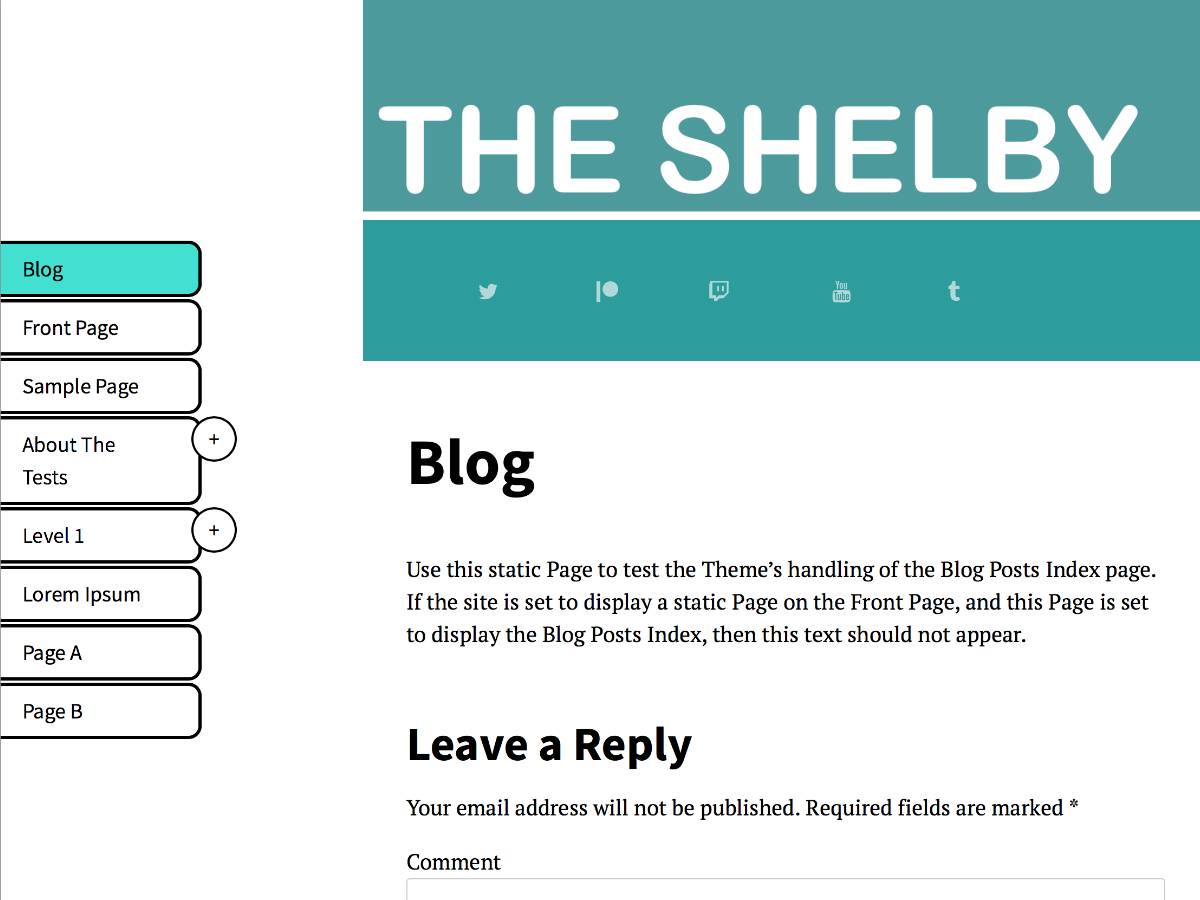 THE SHELBY
You
Tube
Blog
Front Page
Sample Page
About The
Tests
+
Level 1
+
Lorem Ipsum
Page A
Page B
Blog
Use this static Page to test the Theme’s handling of the Blog Posts Index page.
If the site is set to display a static Page on the Front Page, and this Page is set
to display the Blog Posts Index, then this text should not appear.
Leave a Reply
Your email address will not be published. Required fields are marked *
Comment